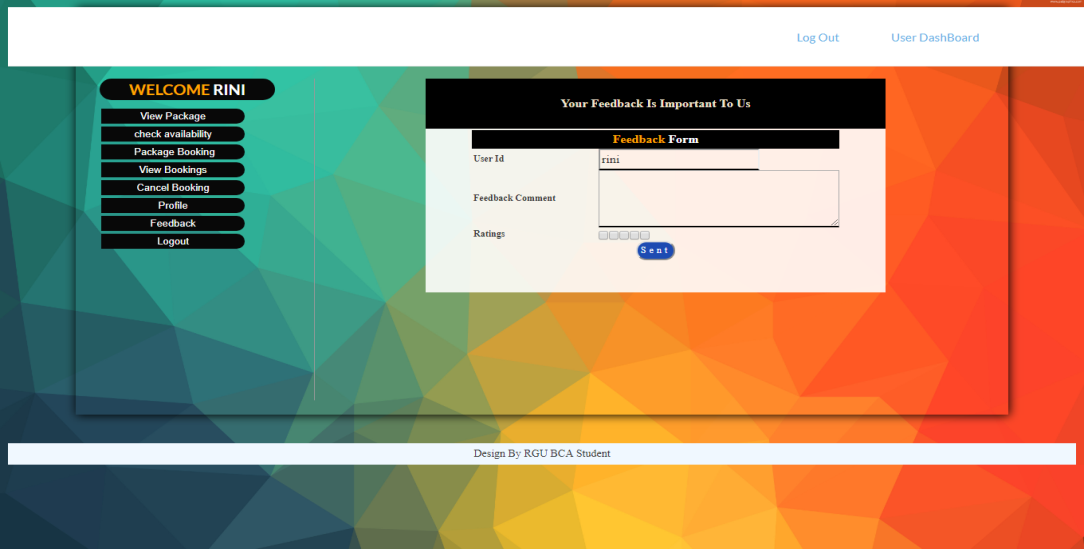 Log Out User DashBoard
WELCOME RINI
View Package
check availability
Package Booking
View Bookings
Cancel Booking
Profile
Feedback
Logout
Your Feedback Is Important To Us
Feedback Form
User Id rini
Feedback Comment
Ratings
Sent
Design By RGU BCA Student